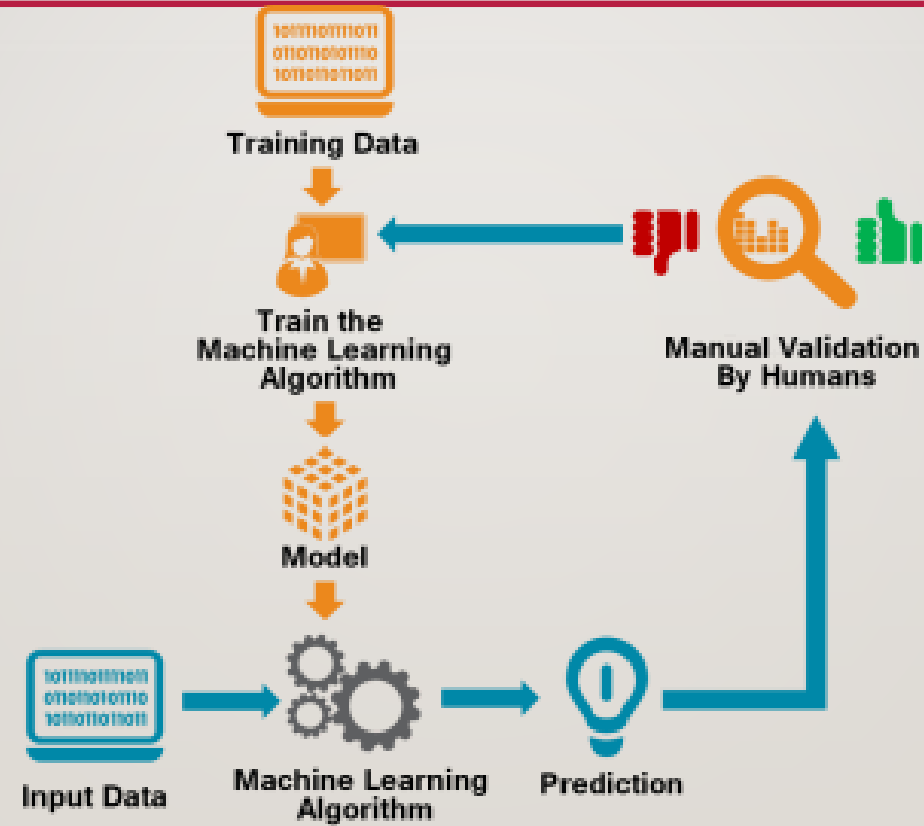 Training Data
Train the
Machine Learning
Algorithm
Manual Validation
By Humans
Model
Input Data
Machine Learning
Algorithm
Prediction